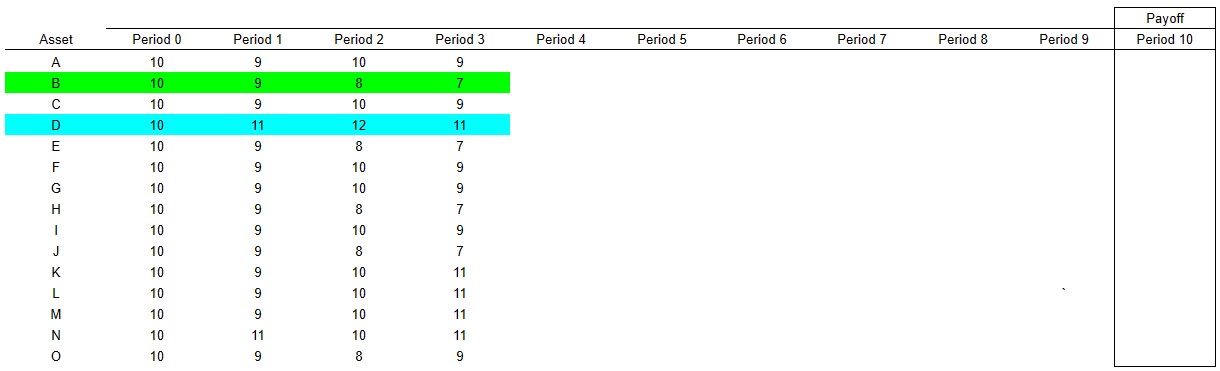 Payoff
Asset Period 0 Period 1 Period 2 Period 3 Period 4 Period 5 Period 6 Period 7 Period 8 Period 9 Period 10
A 10 9 10 9
B 10 9 8 7
C 10 9 10 9
D 10 11 12 11
E 10 9 8 7
F 10 9 10 9
G 10 9 10 9
H 10 9 8 7
I 10 9 10 9
J 10 9 8 7
K 10 9 10 11
L 10 9 10 11 `
M 10 9 10 11
N 10 11 10 11
O 10 9 8 9